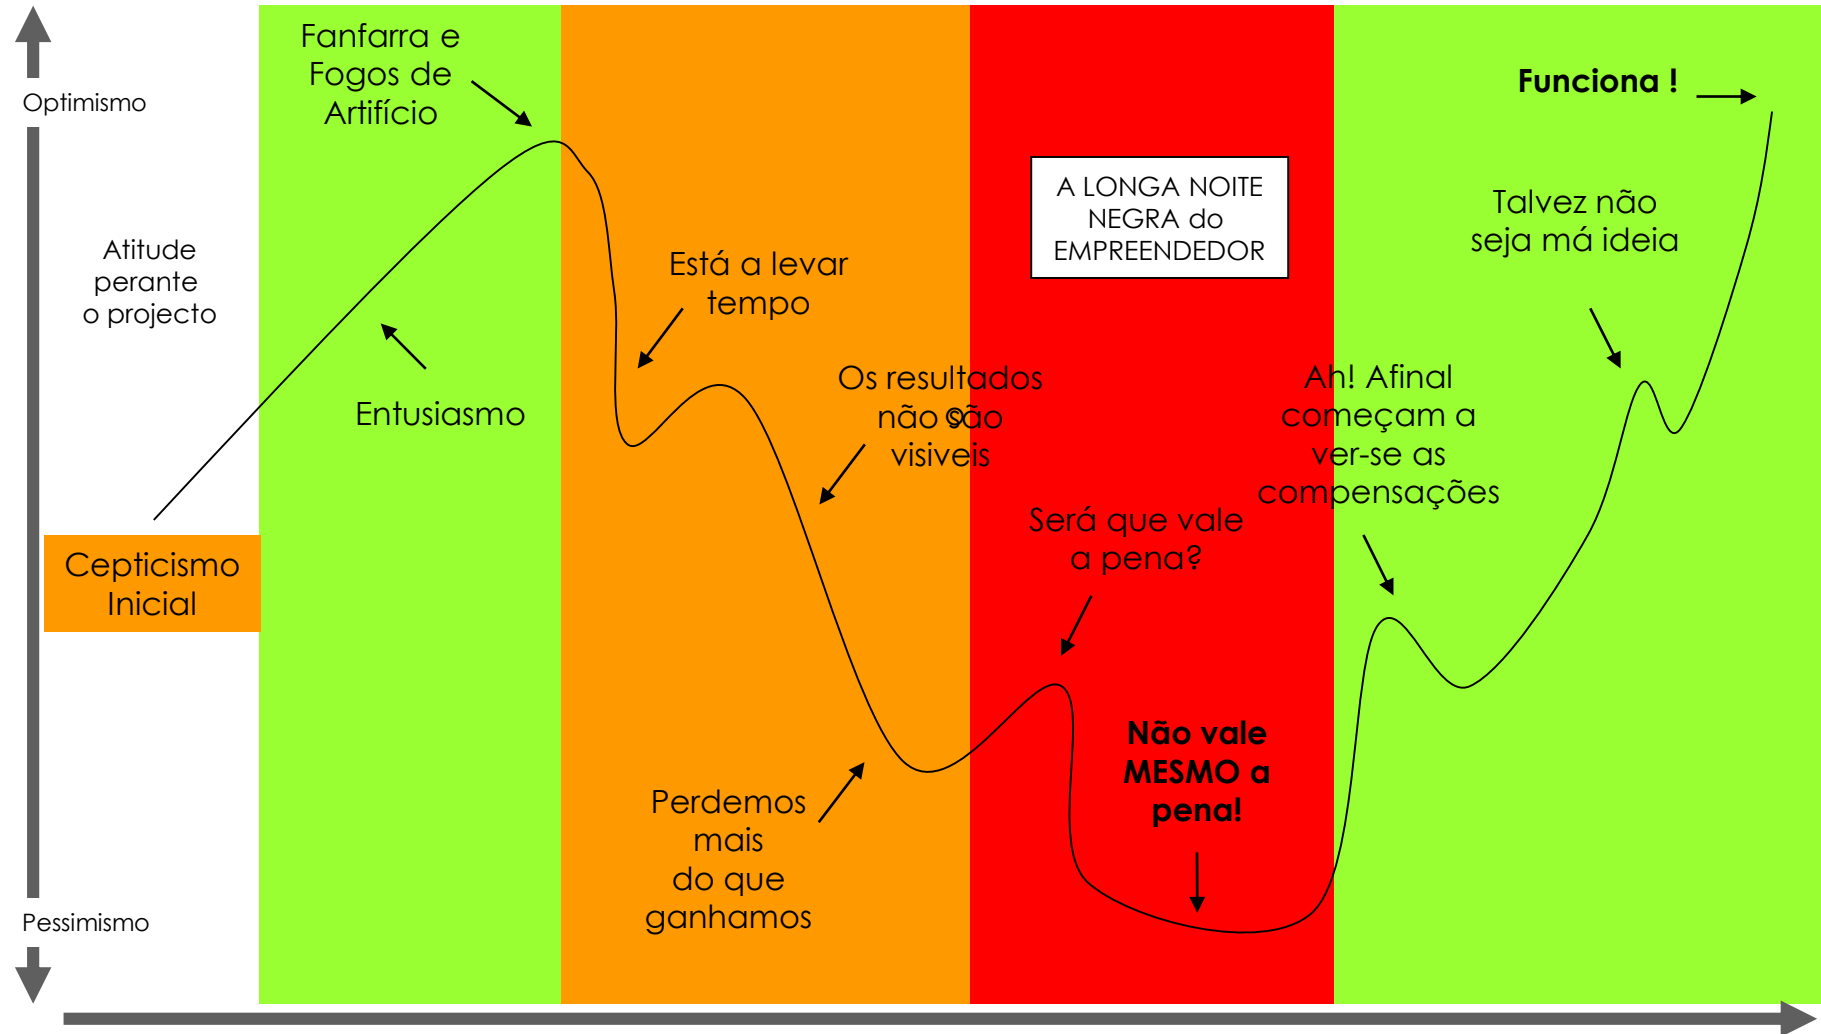 Fanfarra e
Fogos de
Artifício
Funciona !
Optimismo
A LONGA NOITE
NEGRA do
EMPREENDEDOR
Talvez não
seja má ideia
Atitude
perante
o projecto
Está a levar
tempo
Os resultados
não são
visiveis
Ah! Afinal
começam a
ver-se as
compensações
Entusiasmo
Será que vale
a pena?
Cepticismo
Inicial
Não vale
MESMO a
pena!
Perdemos
mais
do que
ganhamos
Pessimismo